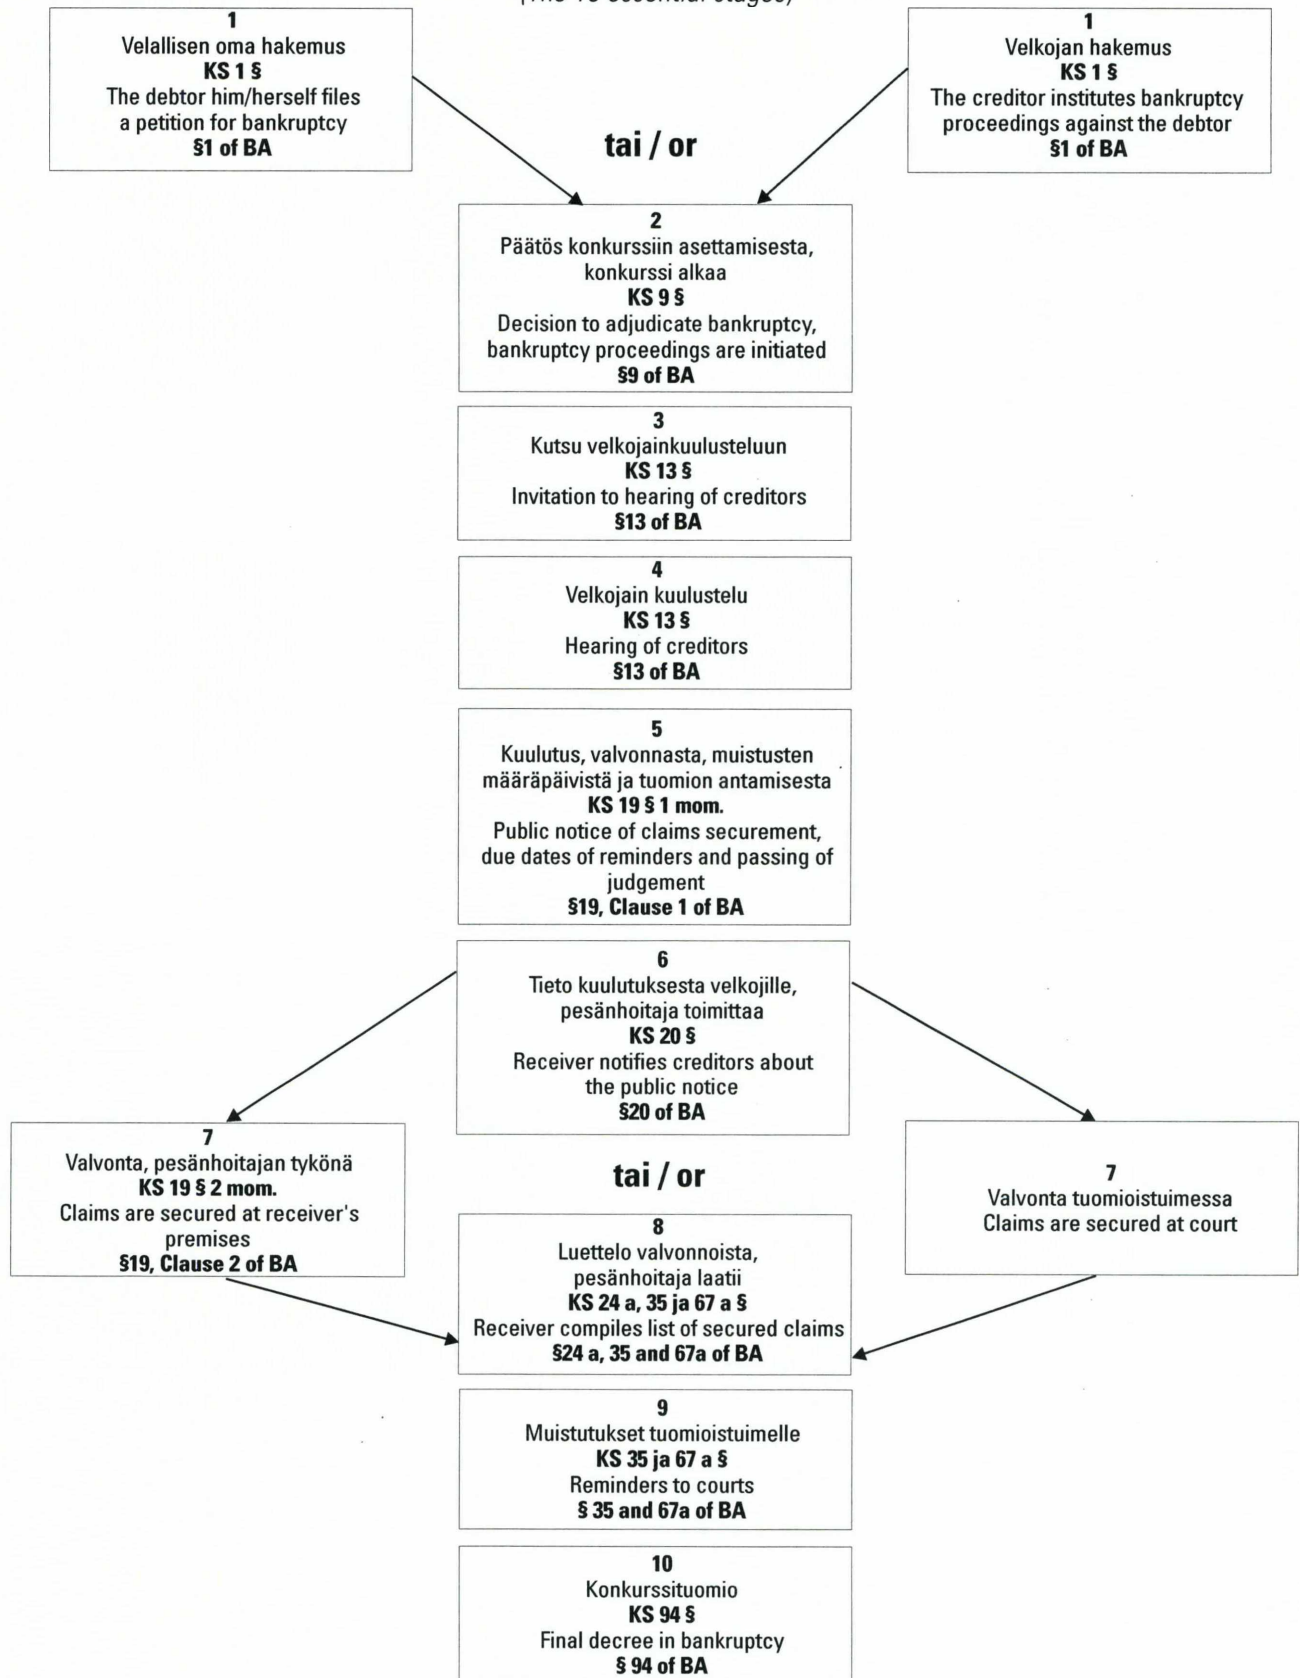 (The 10 essential stages)
1
Velallisen oma hakemus
KS 1 §
The debtor him/herself files
a petition for bankruptcy
§1 of BA
tai / or
1
Velkojan hakemus
KS 1 §
The creditor institutes bankruptcy
proceedings against the debtor
§1 of BA
2
Päätös konkurssiin asettamisesta,
konkurssi alkaa
KS 9 §
Decision to adjudicate bankruptcy,
bankruptcy proceedings are initiated
§9 of BA
3
Kutsu velkojainkuulusteluun
KS 13 §
Invitation to hearing of creditors
§13 of BA
4
Velkojain kuulustelu
KS 13 §
Hearing of creditors
§13 of BA
5
Kuulutus, valvonnasta, muistusten
määräpäivistä ja tuomion antamisesta
KS 19 § 1 mom.
Public notice of claims securement,
due dates of reminders and passing of
judgement
§19, Clause 1 of BA
6
Tieto kuulutuksesta velkojille,
pesänhoitaja toimittaa
KS 20 §
Receiver notifies creditors about
the public notice
§20 of BA
7
Valvonta, pesänhoitajan tykönä
KS 19 § 2 mom.
Claims are secured at receiver's
premises
§19, Clause 2 of BA
tai / or
7
Valvonta tuomioistuimessa
Claims are secured at court
8
Luettelo valvonnoista,
pesänhoitaja laatii
KS 24 a, 35 ja 67 a §
Receiver compiles list of secured claims
§24 a, 35 and 67a of BA
9
Muistutukset tuomioistuimelle
KS 35 ja 67 a §
Reminders to courts
§ 35 and 67a of BA
10
Konkurssituomio
KS 94 §
Final decree in bankruptcy
§ 94 of BA